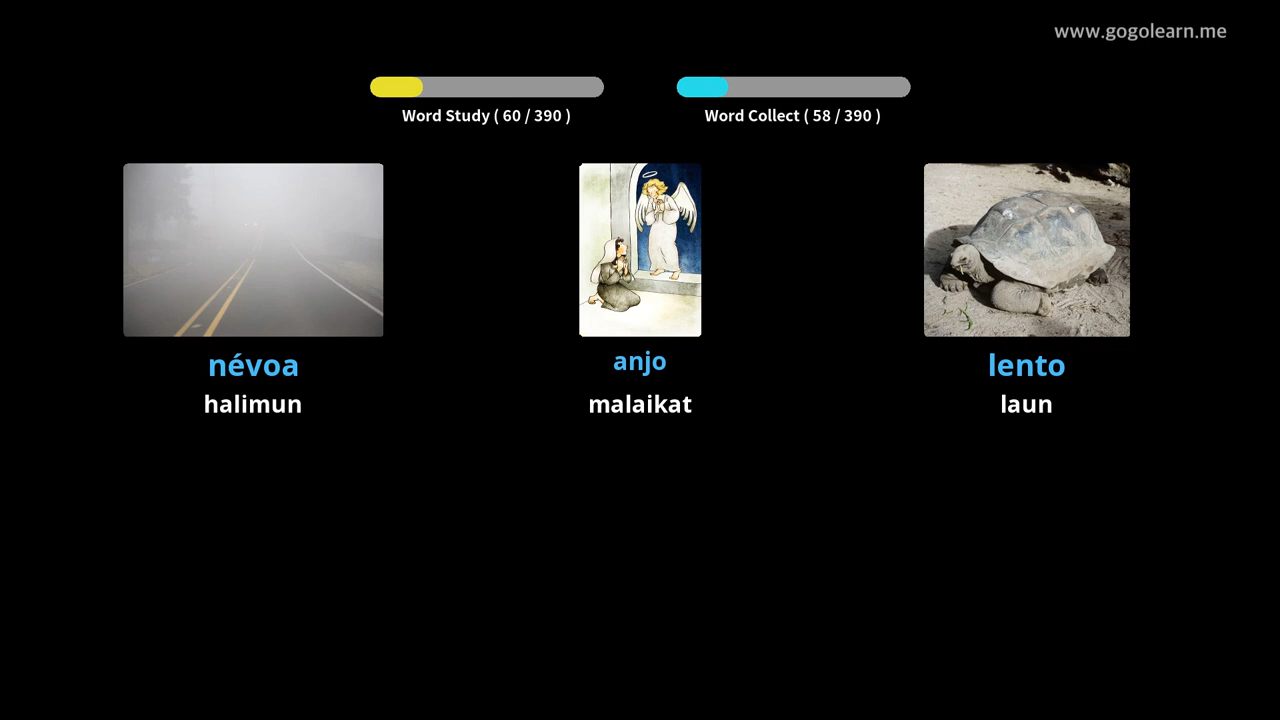 www.gogolearn.me
Word Study ( 60 / 390 )
Word Collect ( 58 / 390 )
névoa
halimun
anjo
malaikat
lento
laun